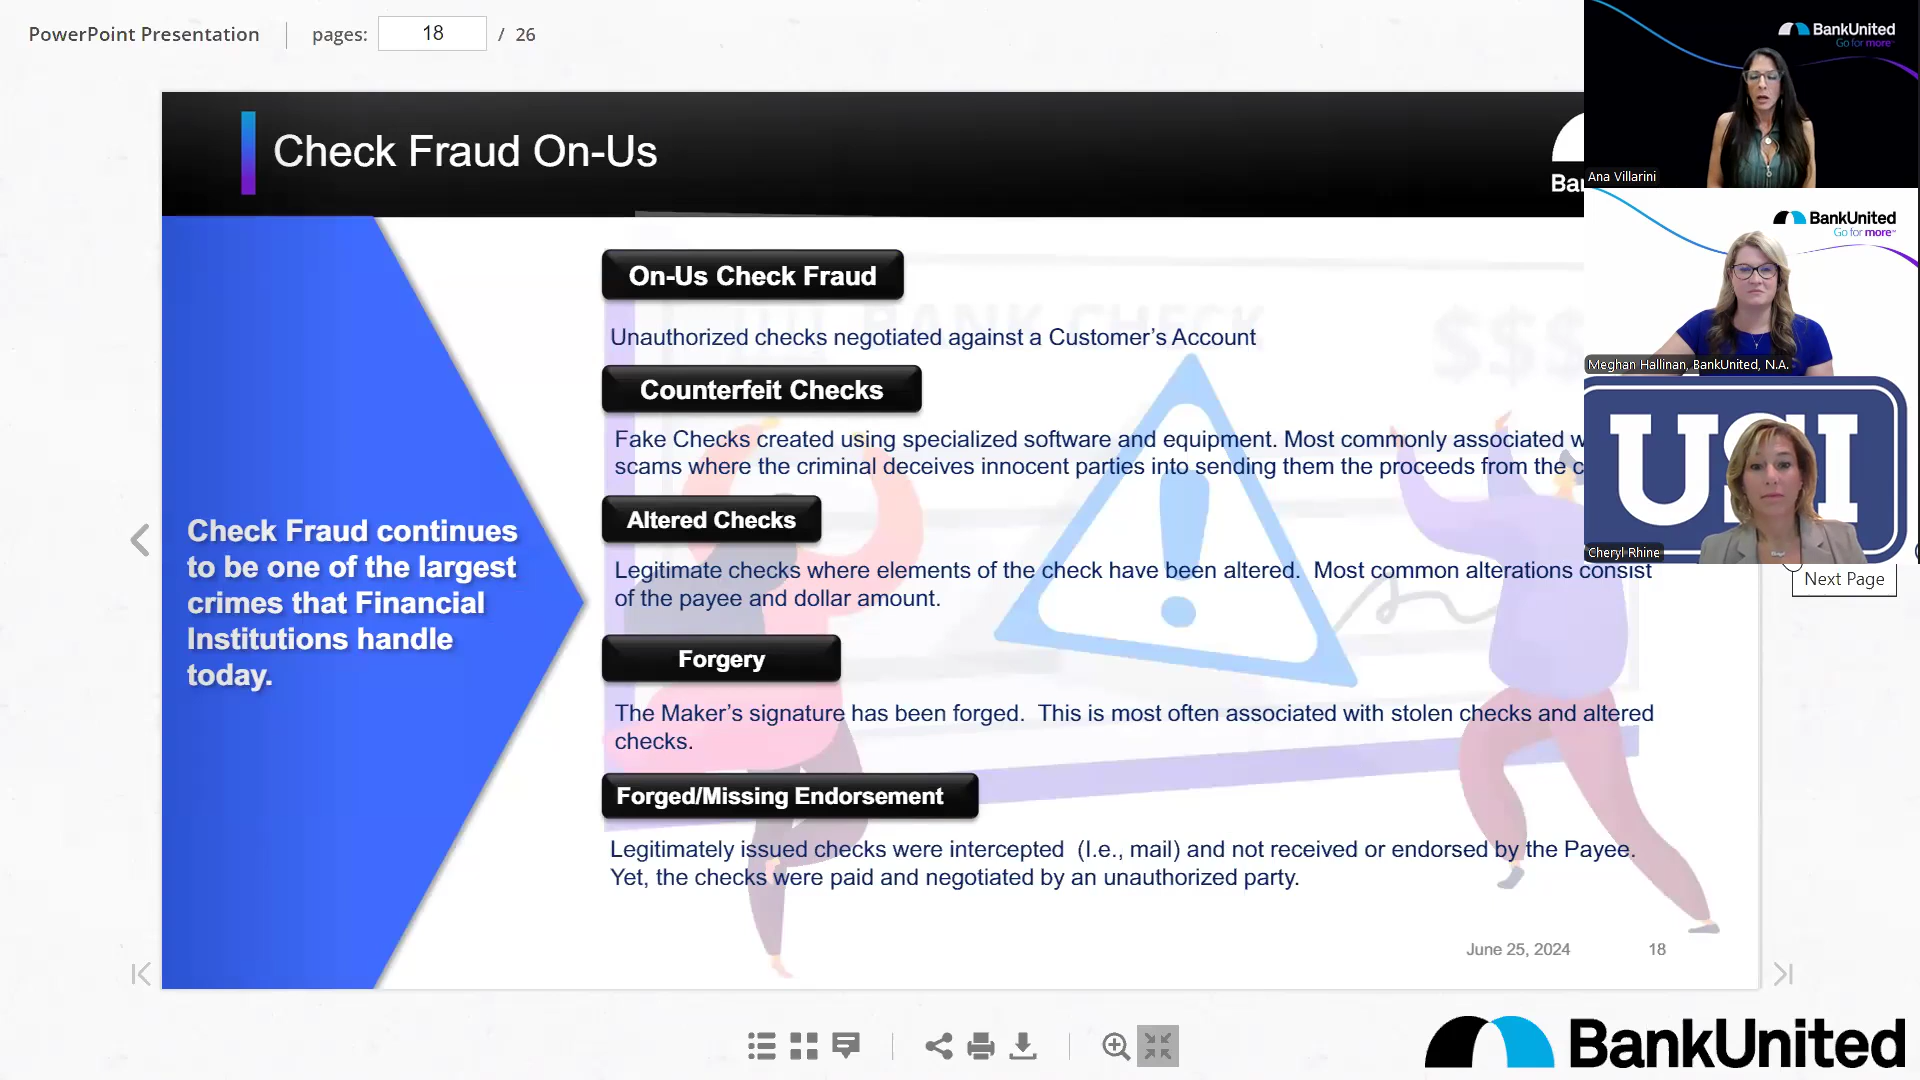 PowerPoint Presentation
pages:
18
/ 26
Check Fraud On-Us
Check Fraud continues
to be one of the largest
crimes that Financial
Institutions handle
today.
On-Us Check Fraud
BANK CHECK
$$$
Unauthorized checks negotiated against a Customer's Account
Counterfeit Checks
Fake Checks created using specialized software and equipment. Most commonly associated w
scams where the criminal deceives innocent parties into sending them the proceeds from the c
Altered Checks
Legitimate checks where elements of the check have been altered. Most common alterations consist
of the payee and dollar amount.
Forgery
The Maker's signature has been forged. This is most often associated with stolen checks and altered
checks.
Forged/Missing Endorsement
Legitimately issued checks were intercepted (I.e., mail) and not received or endorsed by the Payee.
Yet, the checks were paid and negotiated by an unauthorized party.
June 25, 2024
18
Ba
BankUnited
Go for more
Ana Villarini
BankUnited
Go for more
Meghan Hallinan, BankUnited, N.A.
USI
Cheryl Rhine
Next Page
BankUnited